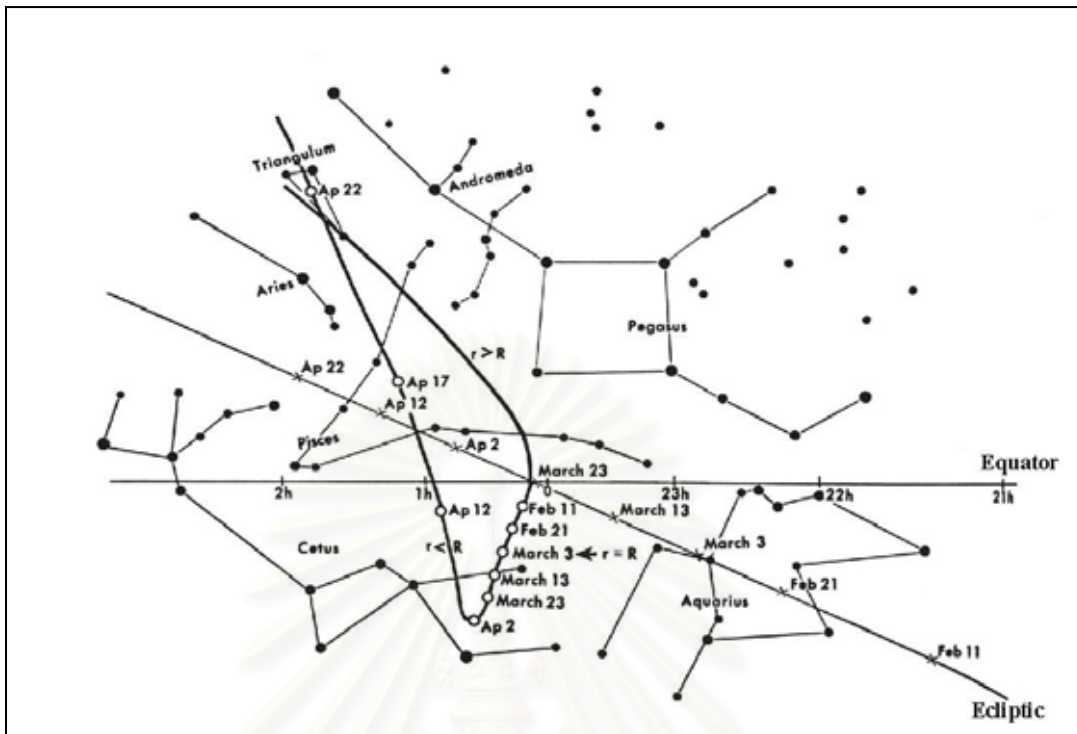 Triangulum
Ap 22
Andromeda
Aries
Pegasus
r > R
Ap 22
Ap 17
Ap 12
Pisces
Ap 2
Equator
March 23
2h
1h
0
23h
22h
21h
Ap 12
Feb 11
March 13
Feb 21
Cetus
r < R
March 3
r = R
March 3
March 13
Feb 21
March 23
Aquarius
Ap 2
Feb 11
Ecliptic